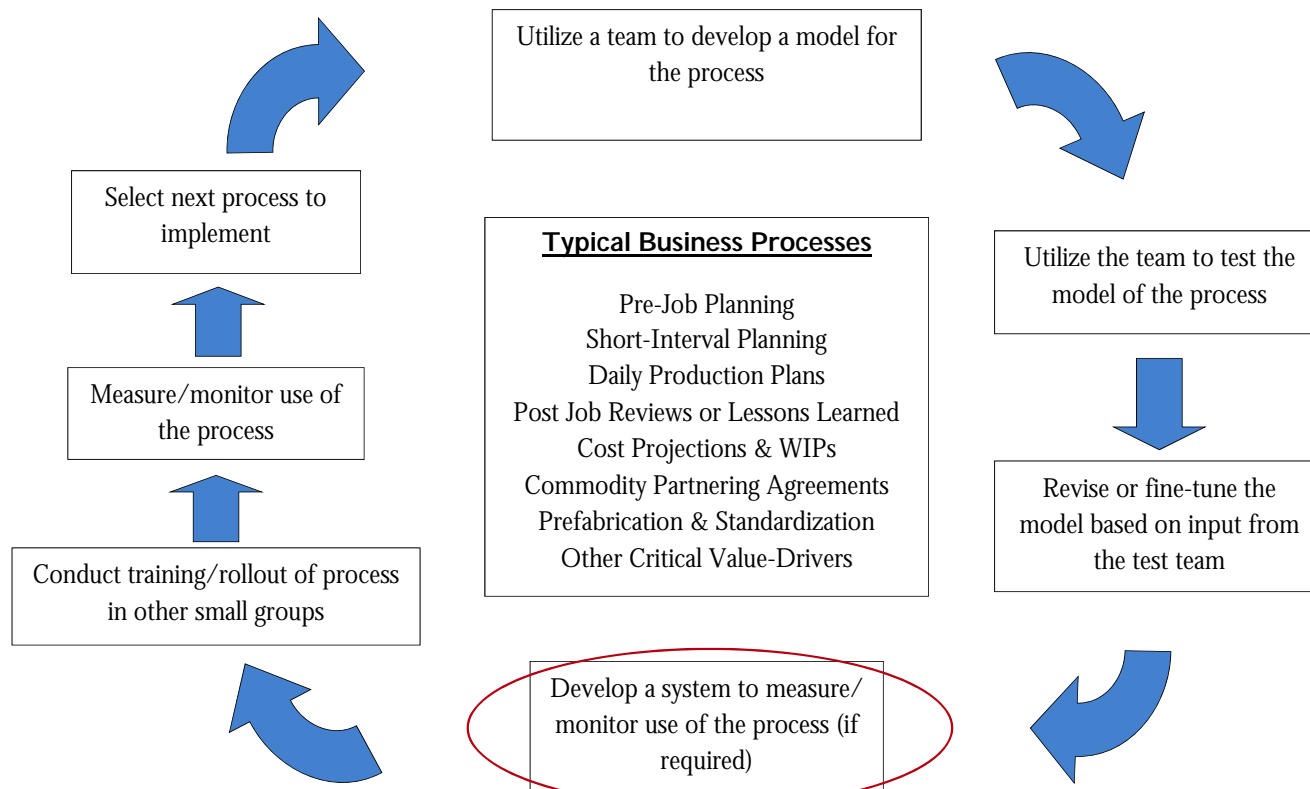 Utilize a team to develop a model for
the process
Select next process to
implement
Typical Business Processes
Pre-Job Planning
Short-Interval Planning
Daily Production Plans
Post Job Reviews or Lessons Learned
Cost Projections & WIPs
Commodity Partnering Agreements
Prefabrication & Standardization
Other Critical Value-Drivers
Utilize the team to test the
model of the process
Measure/monitor use of
the process
Revise or fine-tune the
model based on input from
the test team
Conduct training/rollout of process
in other small groups
Develop a system to measure/
monitor use of the process (if
required)